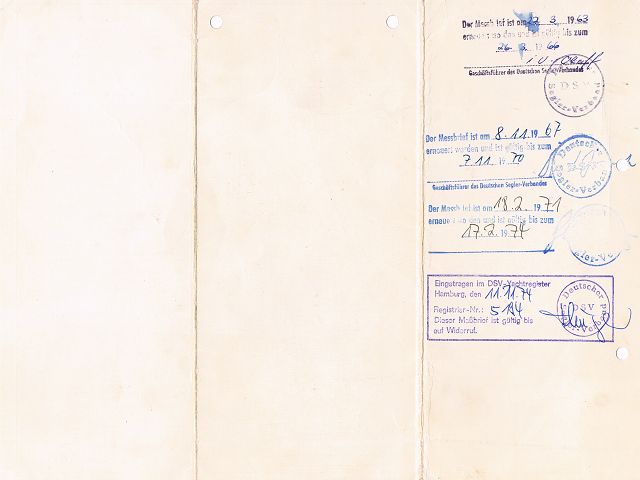 Der Messbrief ist am 27. 3. 1963
erneuert worden und ist gültig bis zum
26. 3. 1966
Geschäftsführer des Deutschen Segler-Verbandes
DSV
Segler-Verband
Der Messbrief ist am 8.11.1967
erneuert worden und ist gültig bis zum
7.11.1970
Deutscher
Segler-Verband
Geschäftsführer des Deutschen Segler-Verbandes
Der Messbrief ist am 18.2.1971
erneuert worden und ist gültig bis zum
17.2.1974
Eingetragen im DSV-Yachtregister
Hamburg, den 11.11.74
Registrier-Nr.:
Dieser Meßbrief ist gültig bis
auf Widerruf.
Deutscher
DSV